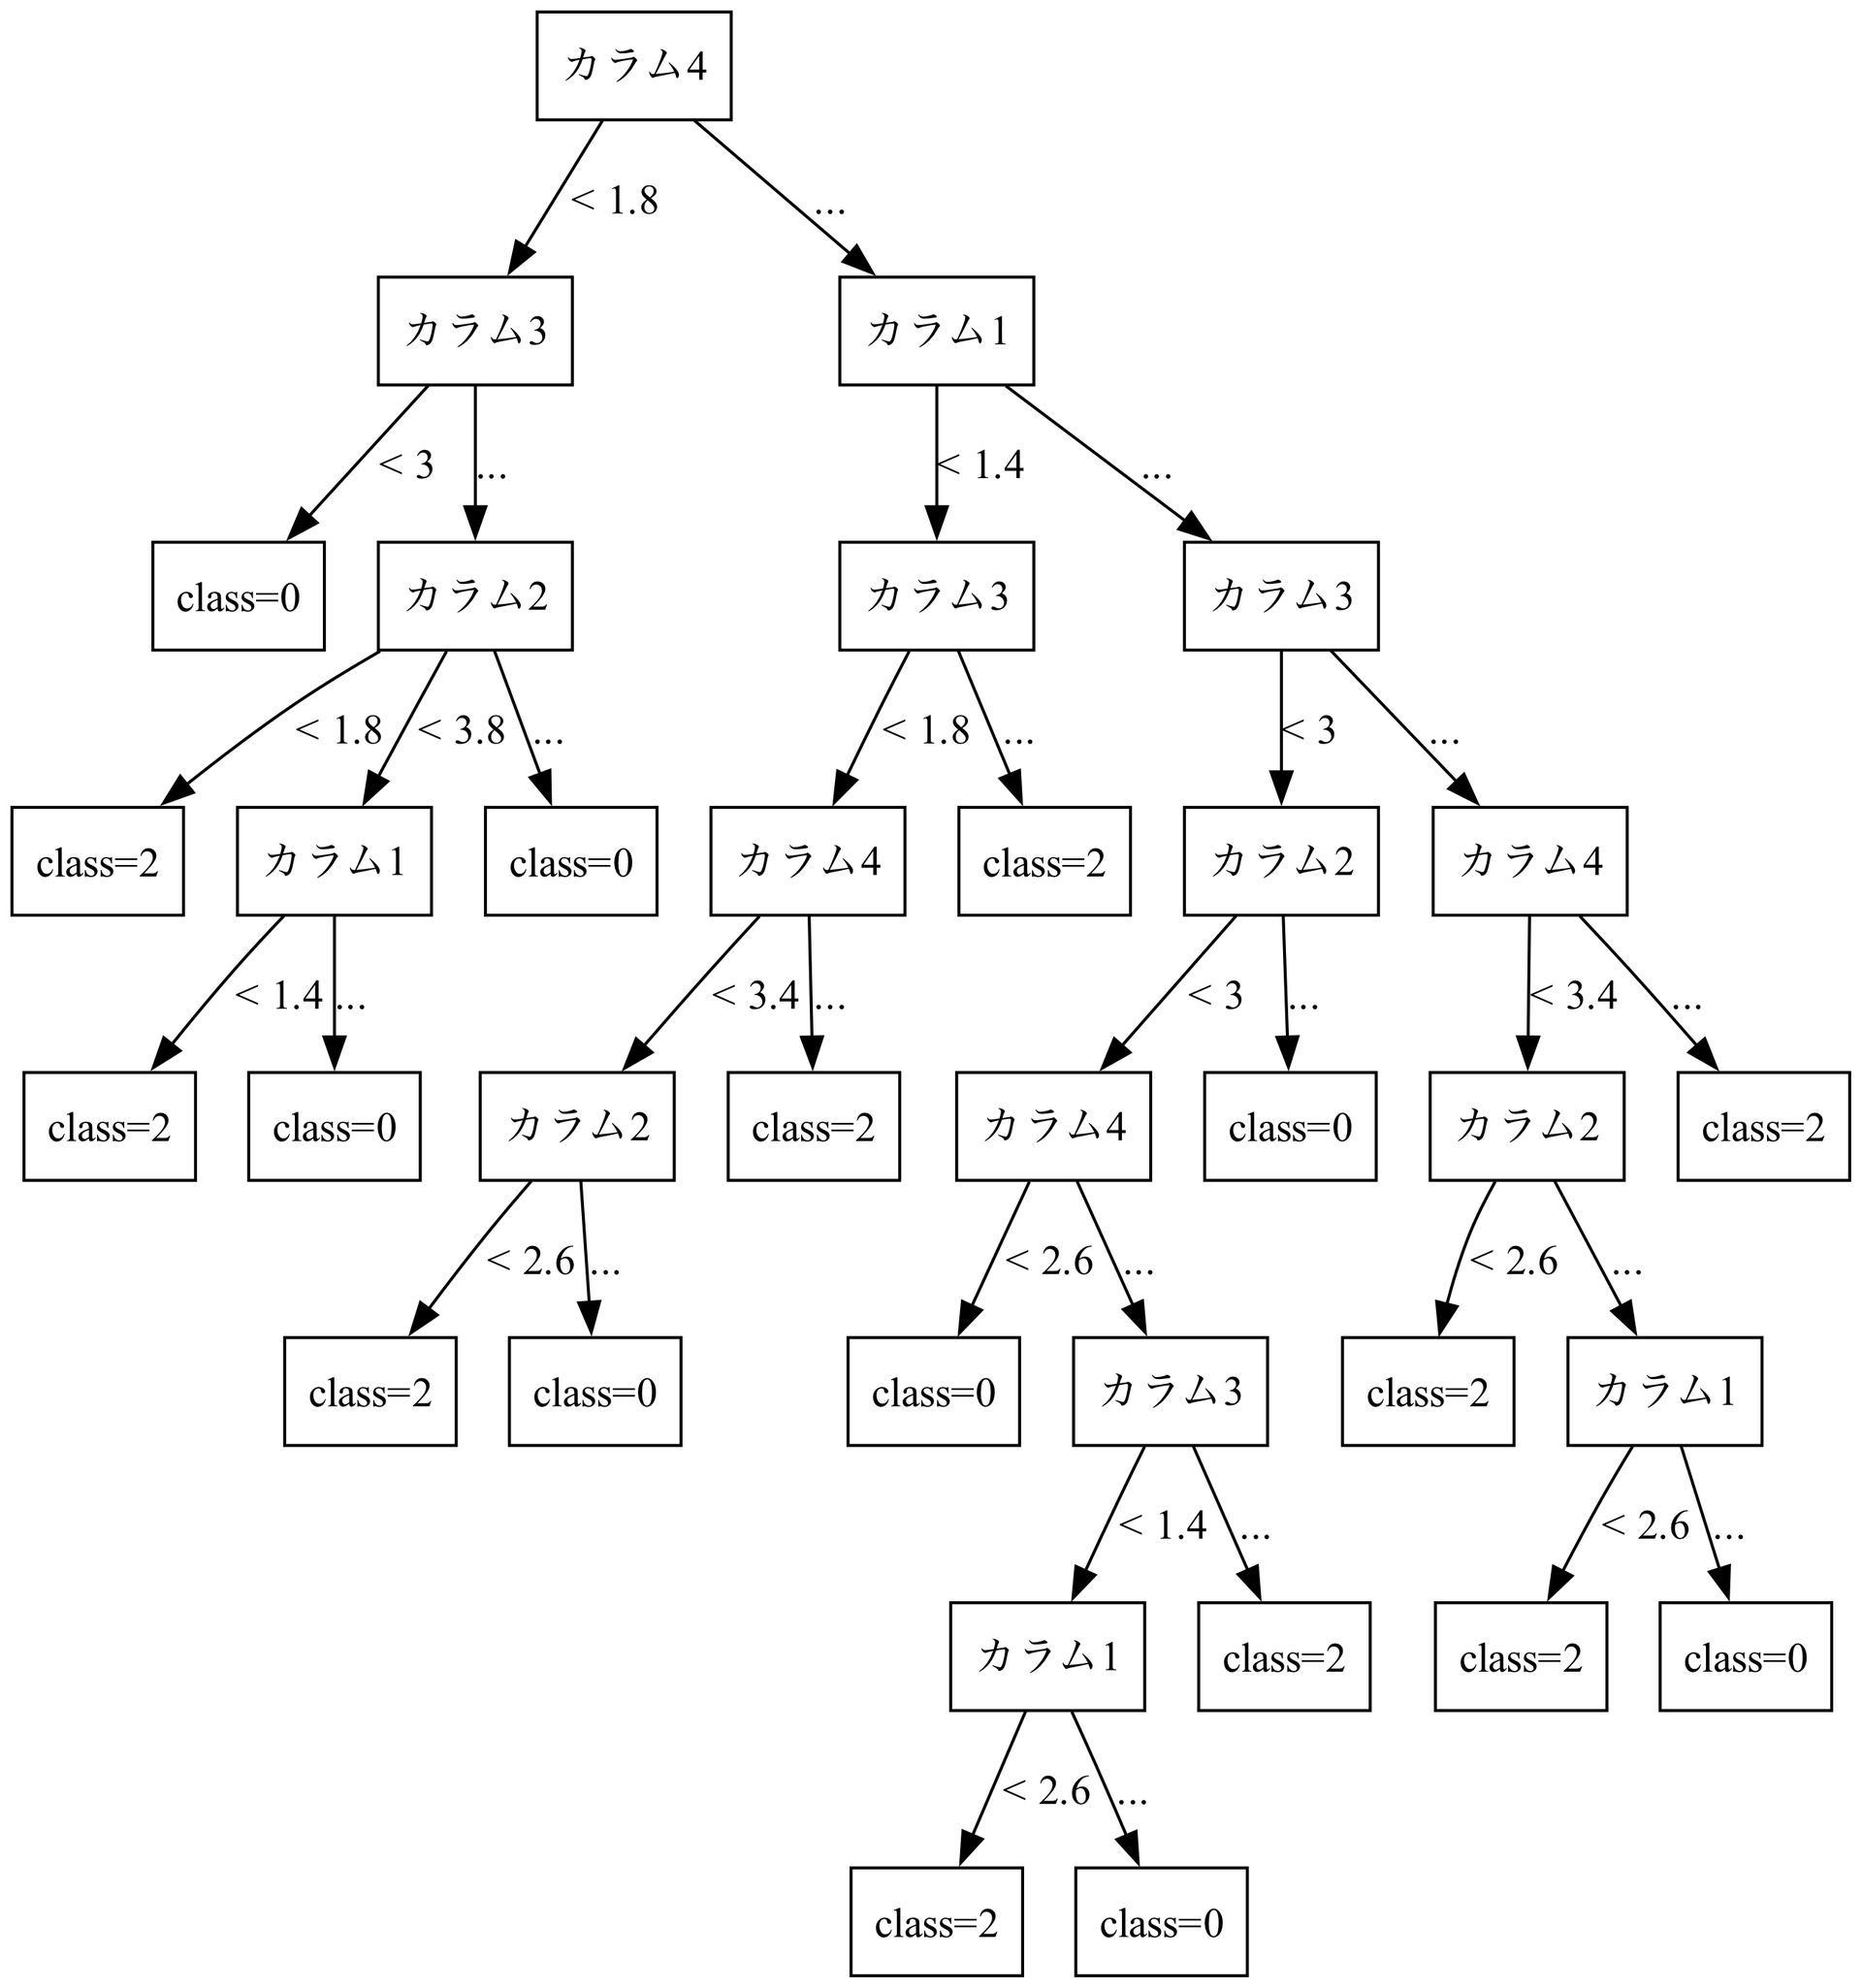 カラム4
< 1.8
...
カラム3
カラム1
< 3
...
< 1.4
...
class=0
カラム2
カラム3
カラム3
< 1.8
< 3.8
...
< 1.8
...
< 3
...
class=2
カラム1
class=0
カラム4
class=2
カラム2
カラム4
< 1.4
...
< 3.4
...
< 3
...
< 3.4
...
class=2
class=0
カラム2
class=2
カラム4
class=0
カラム2
class=2
< 2.6
...
< 2.6
...
< 2.6
...
class=2
class=0
class=0
カラム3
class=2
カラム1
< 1.4
...
< 2.6
...
カラム1
class=2
class=2
class=0
< 2.6
...
class=2
class=0